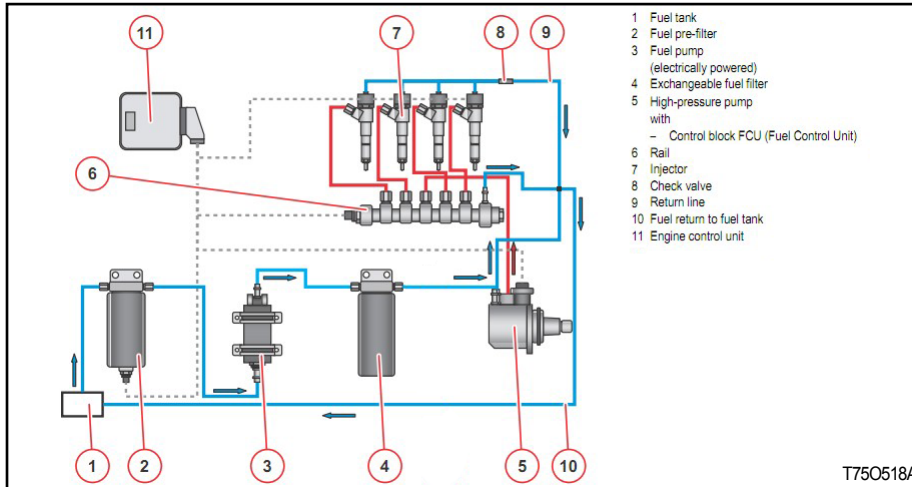 11
7
8
9
6
1
2
3
4
5
10
1 Fuel tank
2 Fuel pre-filter
3 Fuel pump
(electrically powered)
4 Exchangeable fuel filter
5 High-pressure pump
with
– Control block FCU (Fuel Control Unit)
6 Rail
7 Injector
8 Check valve
9 Return line
10 Fuel return to fuel tank
11 Engine control unit
T75O518A